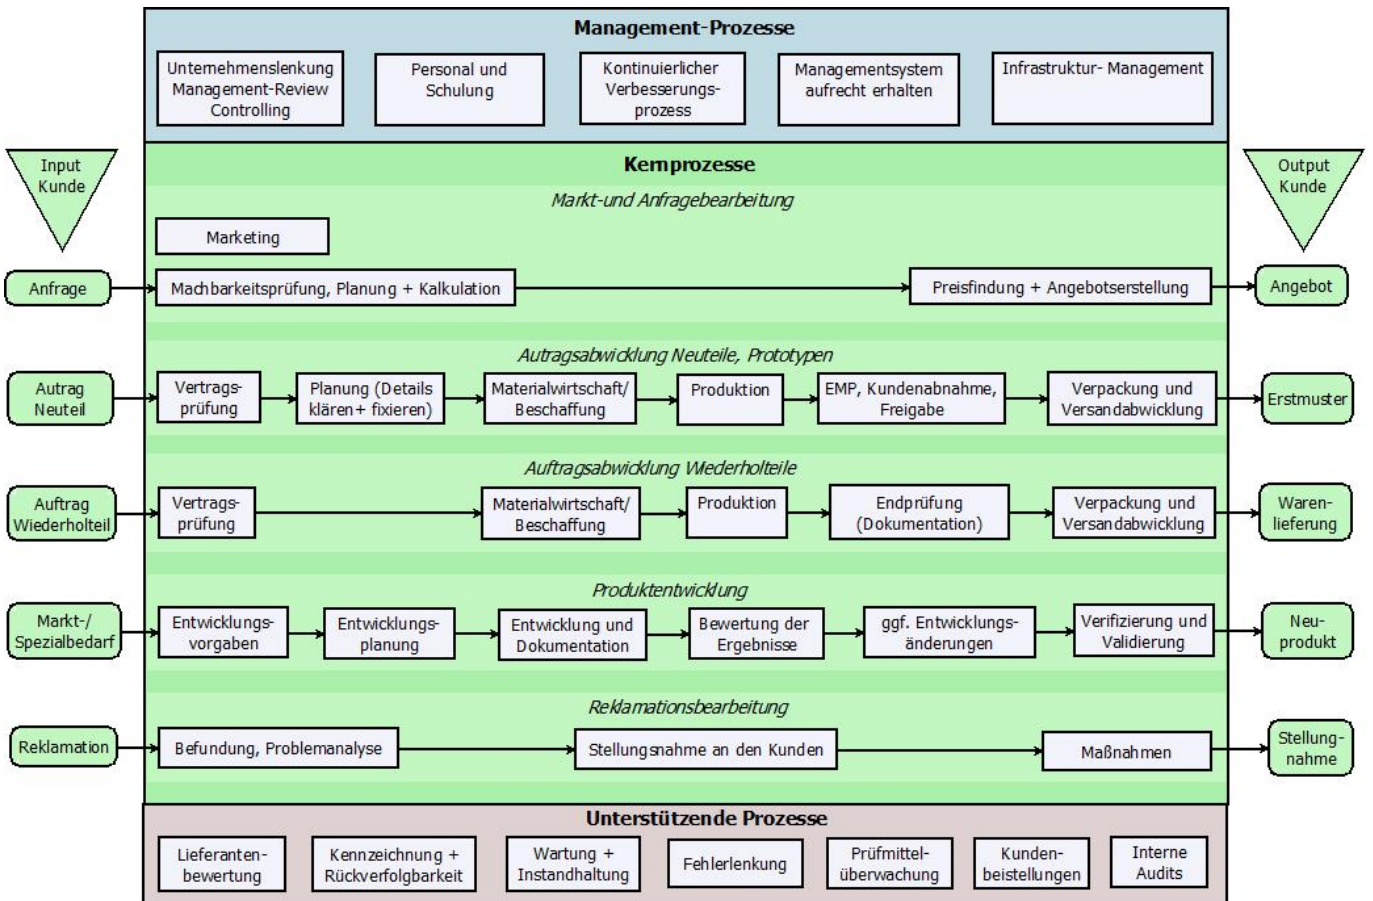 Management-Prozesse
Unternehmenslenkung
Management-Review
Controlling
Personal und
Schulung
Kontinuierlicher
Verbesserungs-
prozess
Managementsystem
aufrecht erhalten
Infrastruktur- Management
Input
Kunde
Kernprozesse
Output
Kunde
Markt-und Anfragebearbeitung
Marketing
Anfrage
Machbarkeitsprüfung, Planung + Kalkulation
Preisfindung + Angebotserstellung
Angebot
Autragsabwicklung Neuteile, Prototypen
Autrag
Neuteil
Vertrags-
prüfung
Planung (Details
klären+ fixieren)
Materialwirtschaft/
Beschaffung
Produktion
EMP, Kundenabnahme,
Freigabe
Verpackung und
Versandabwicklung
Erstmuster
Auftragsabwicklung Wiederholteile
Auftrag
Wiederholteil
Vertrags-
prüfung
Materialwirtschaft/
Beschaffung
Produktion
Endprüfung
(Dokumentation)
Verpackung und
Versandabwicklung
Waren-
lieferung
Produktentwicklung
Markt-/
Spezialbedarf
Entwicklungs-
vorgaben
Entwicklungs-
planung
Entwicklung und
Dokumentation
Bewertung der
Ergebnisse
ggf. Entwicklungs-
änderungen
Verifizierung und
Validierung
Neu-
produkt
Reklamationsbearbeitung
Reklamation
Befundung, Problemanalyse
Stellungsnahme an den Kunden
Maßnahmen
Stellung-
nahme
Unterstützende Prozesse
Lieferanten-
bewertung
Kennzeichnung +
Rückverfolgbarkeit
Wartung +
Instandhaltung
Fehlerlenkung
Prüfmittel-
überwachung
Kunden-
beistellungen
Interne
Audits